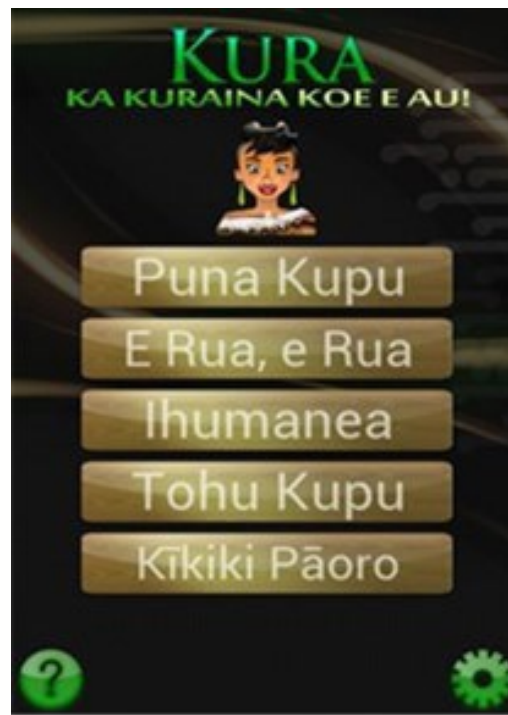 KURA
KA KURAINA KOE E AU!
Puna Kupu
E Rua, e Rua
Ihumanea
Tohu Kupu
Kīkiki Pāoro
?